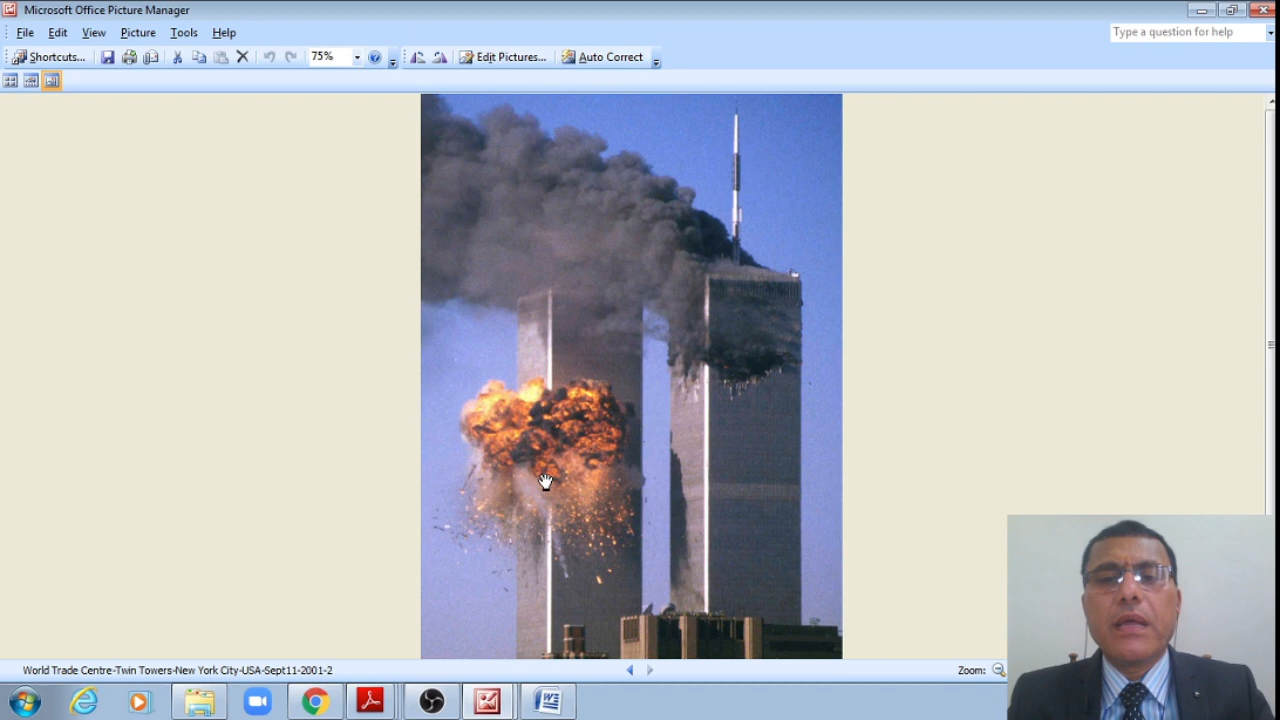 Microsoft Office Picture Manager
File Edit View Picture Tools Help
Type a question for help
Shortcuts... 75% Edit Pictures... Auto Correct
World Trade Centre-Twin Towers-New York City-USA-Sept11-2001-2
Zoom: